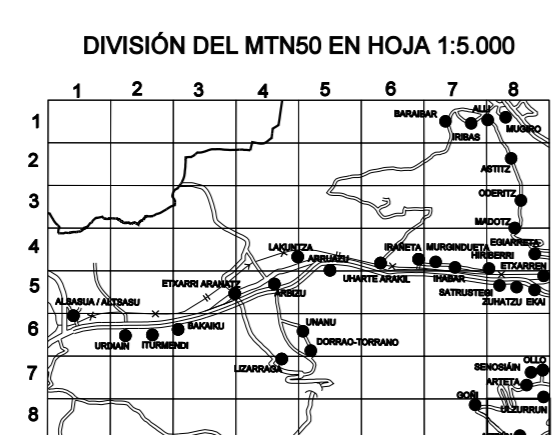 DIVISIÓN DEL MTN50 EN HOJA 1:5.000
1 2 3 4 5 6 7 8
1
BARAIBAR
ALLI
IRIBAS
MUGIRO
2
ASTITZ
3
ODERITZ
MADOTZ
4
LAKUNTZA
ARRUAZU
IRAÑETA
MURGINDUETA
HIRIBERRI
EGIARRETA
ETXARREN
5
ETXARRI ARANATZ
ARBIZU
UHARTE ARAKIL
IHABAR
SATRUSTEGI
ZUHATZU
EKAI
ALSASUA / ALTSASU
6
URDIAIN
ITURMENDI
BAKAIKU
UNANU
DORRAO-TORRANO
7
LIZARRAGA
SENOSIÁIN
OLLO
ARTETA
GOÑI
ULZURRUN
8